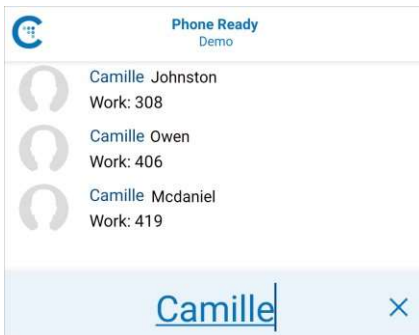 Phone Ready
Demo
Camille Johnston
Work: 308
Camille Owen
Work: 406
Camille Mcdaniel
Work: 419
Camille